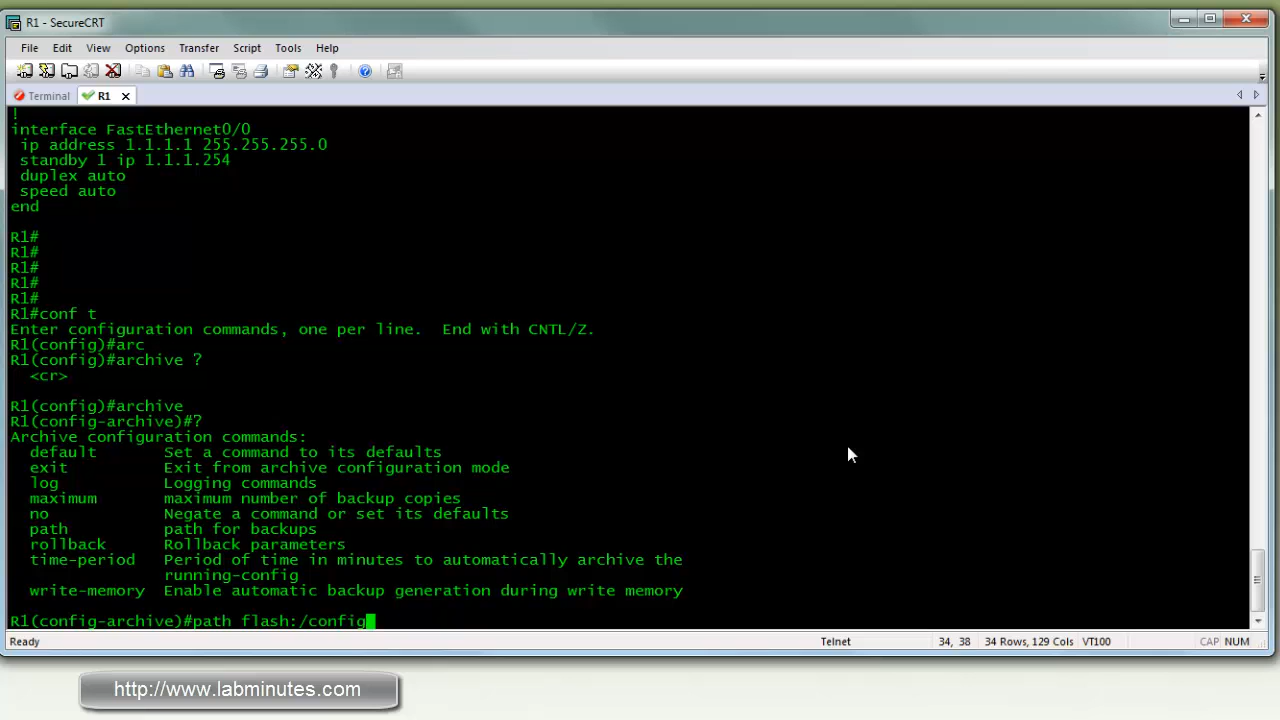 R1 - SecureCRT
File Edit View Options Transfer Script Tools Help
Terminal R1
!
interface FastEthernet0/0
ip address 1.1.1.1 255.255.255.0
standby 1 ip 1.1.1.254
duplex auto
speed auto
end
R1#
R1#
R1#
R1#
R1#
R1#conf t
Enter configuration commands, one per line. End with CNTL/Z.
R1(config)#arc
R1(config)#archive ?
<cr>
R1(config)#archive
R1(config-archive)#?
Archive configuration commands:
default Set a command to its defaults
exit Exit from archive configuration mode
log Logging commands
maximum maximum number of backup copies
no Negate a command or set its defaults
path path for backups
rollback Rollback parameters
time-period Period of time in minutes to automatically archive the
running-config
write-memory Enable automatic backup generation during write memory
R1(config-archive)#path flash:/config
Ready Telnet 34, 38 34 Rows, 129 Cols VT100 CAP NUM
http://www.labminutes.com